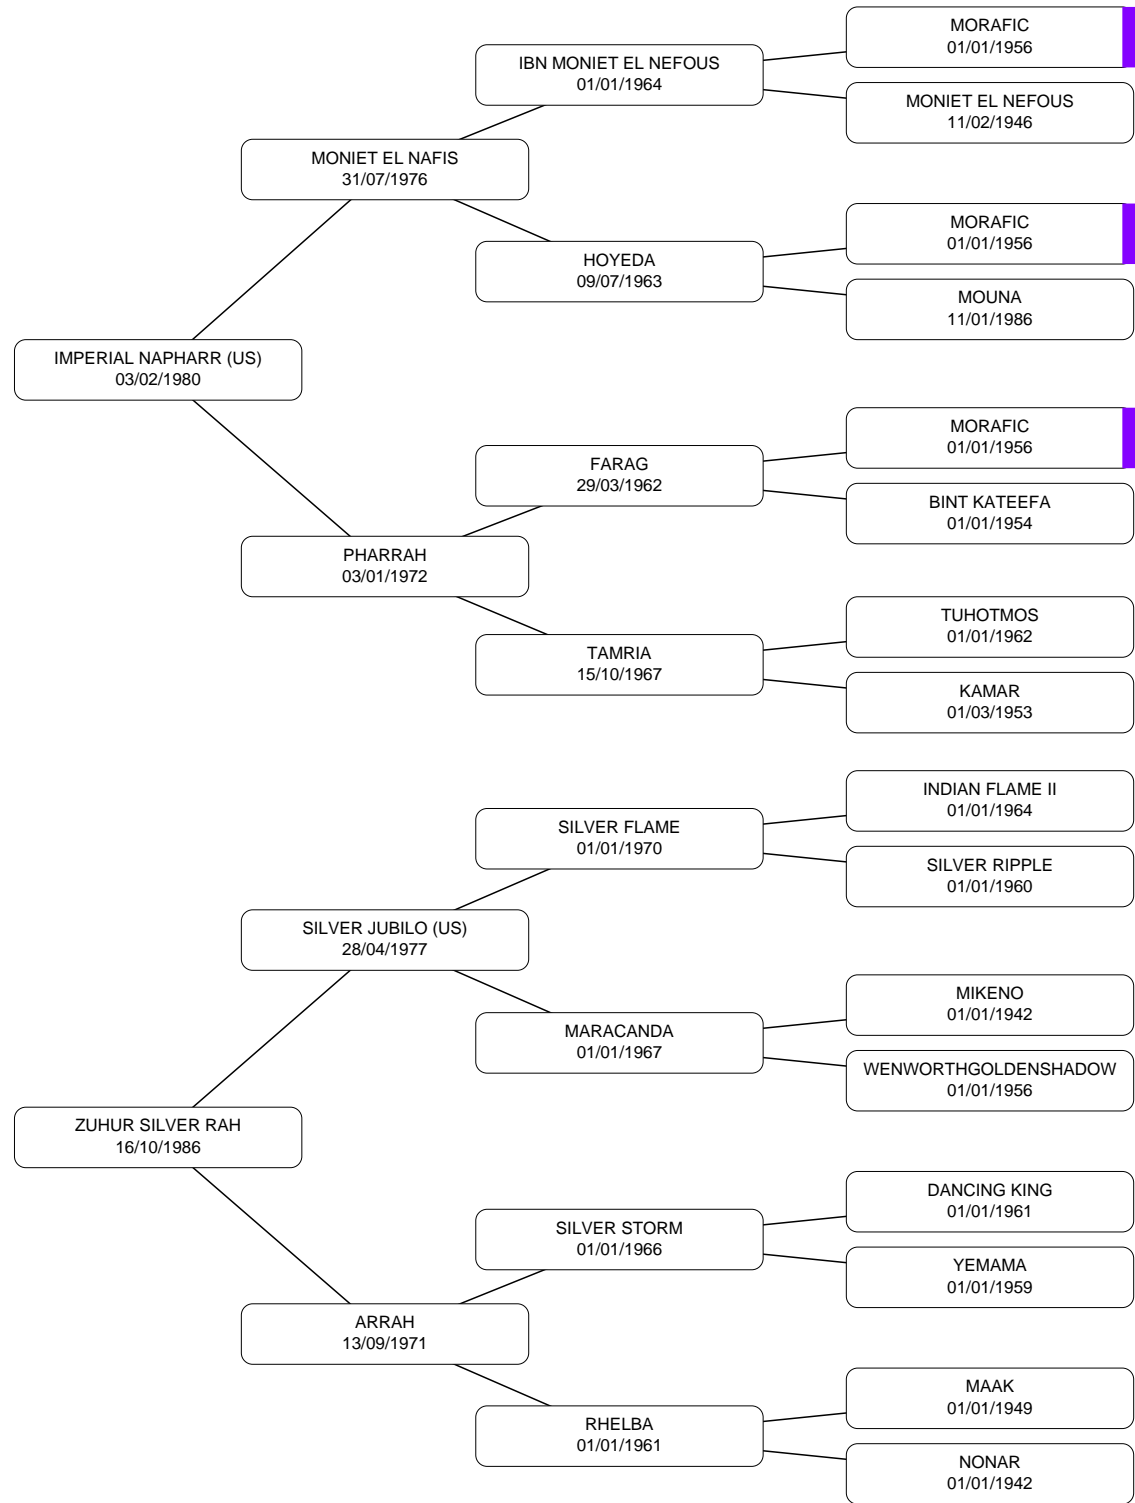 MORAFIC
01/01/1956
IBN MONIET EL NEFOUS
01/01/1964
MONIET EL NEFOUS
11/02/1946
MONIET EL NAFIS
31/07/1976
MORAFIC
01/01/1956
HOYEDA
09/07/1963
MOUNA
11/01/1986
IMPERIAL NAPHARR (US)
03/02/1980
MORAFIC
01/01/1956
FARAG
29/03/1962
BINT KATEEFA
01/01/1954
PHARRAH
03/01/1972
TUHOTMOS
01/01/1962
TAMRIA
15/10/1967
KAMAR
01/03/1953
INDIAN FLAME II
01/01/1964
SILVER FLAME
01/01/1970
SILVER RIPPLE
01/01/1960
SILVER JUBILO (US)
28/04/1977
MIKENO
01/01/1942
MARACANDA
01/01/1967
WENWORTHGOLDENSHADOW
01/01/1956
ZUHUR SILVER RAH
16/10/1986
DANCING KING
01/01/1961
SILVER STORM
01/01/1966
YEMAMA
01/01/1959
ARRAH
13/09/1971
MAAK
01/01/1949
RHELBA
01/01/1961
NONAR
01/01/1942